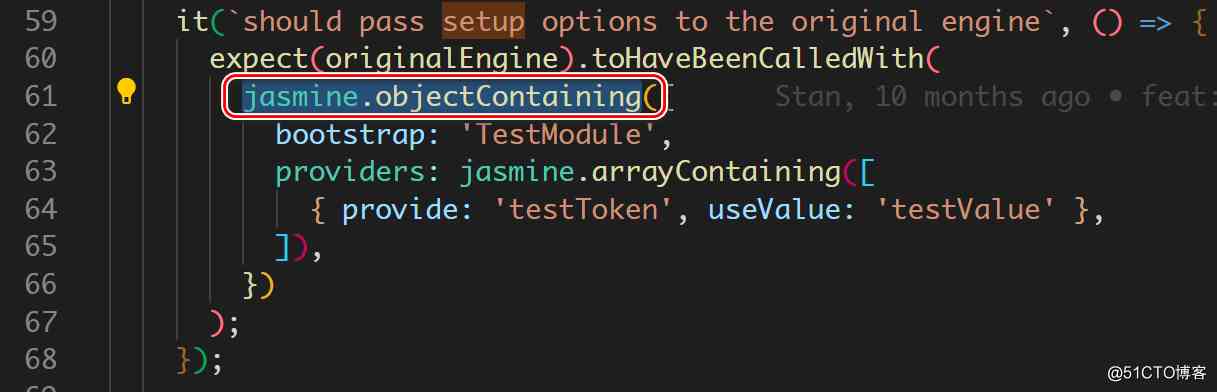 59 it(`should pass setup options to the original engine`, () => {
60 expect(originalEngine).toHaveBeenCalledWith(
61 jasmine.objectContaining({ Stan, 10 months ago • feat:
62 bootstrap: 'TestModule',
63 providers: jasmine.arrayContaining([
64 { provide: 'testToken', useValue: 'testValue' },
65 ]),
66 })
67 );
68 });
@51CTO博客